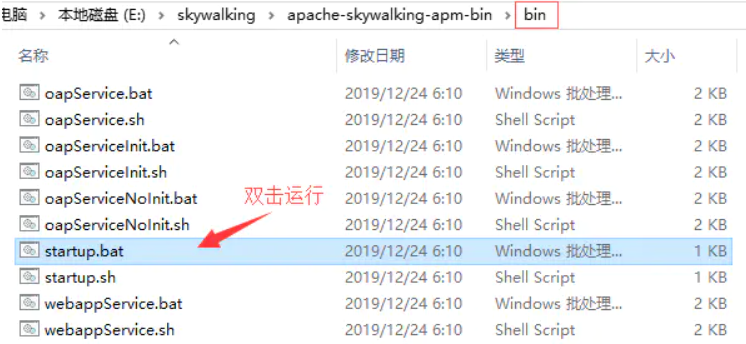 电脑 > 本地磁盘 (E:) > skywalking > apache-skywalking-apm-bin > bin
名称 修改日期 类型 大小
oapService.bat 2019/12/24 6:10 Windows 批处理... 2 KB
oapService.sh 2019/12/24 6:10 Shell Script 2 KB
oapServiceInit.bat 2019/12/24 6:10 Windows 批处理... 2 KB
oapServiceInit.sh 2019/12/24 6:10 Shell Script 2 KB
oapServiceNoInit.bat 2019/12/24 6:10 Windows 批处理... 2 KB
双击运行
oapServiceNoInit.sh 2019/12/24 6:10 Shell Script 2 KB
startup.bat 2019/12/24 6:10 Windows 批处理... 1 KB
startup.sh 2019/12/24 6:10 Shell Script 1 KB
webappService.bat 2019/12/24 6:10 Windows 批处理... 2 KB
webappService.sh 2019/12/24 6:10 Shell Script 2 KB